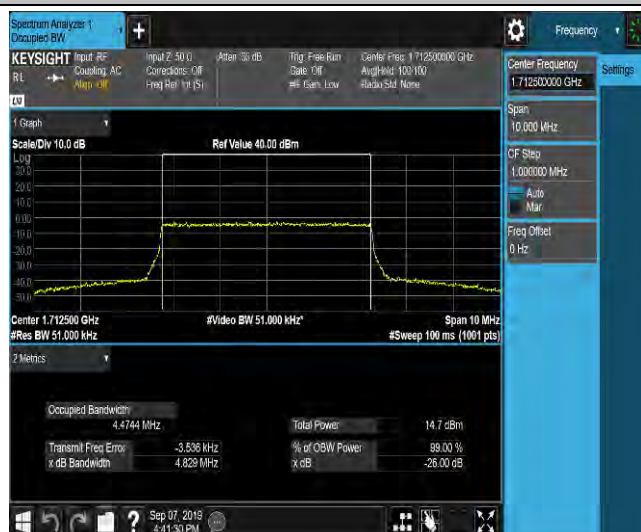 Spectrum Analyzer 1
Occupied BW
Frequency
KEYSIGHT Input: RF Input Z: 50 Ω Atten: 30 dB Trig: Free Run Center Freq: 1.712500000 GHz
RL Coupling: AC Corrections: Off Gate: Off Avg|Hold: 100/100
Align: Off Freq Ref: Int (S) #IF Gain: Low Radio Std: None
LV
Center Frequency
1.712500000 GHz
Settings
Span
10.000 MHz
CF Step
1.000000 MHz
Auto
Man
Freq Offset
0 Hz
1 Graph
Scale/Div 10.0 dB Ref Value 40.00 dBm
Log
30.0
20.0
10.0
0.00
-10.0
-20.0
-30.0
-40.0
-50.0
Center 1.712500 GHz #Video BW 51.000 kHz* Span 10 MHz
#Res BW 51.000 kHz #Sweep 100 ms (1001 pts)
2 Metrics
Occupied Bandwidth
4.4744 MHz Total Power 14.7 dBm
Transmit Freq Error -3.536 kHz % of OBW Power 99.00 %
x dB Bandwidth 4.829 MHz x dB -26.00 dB
Sep 07, 2019
4:41:30 PM